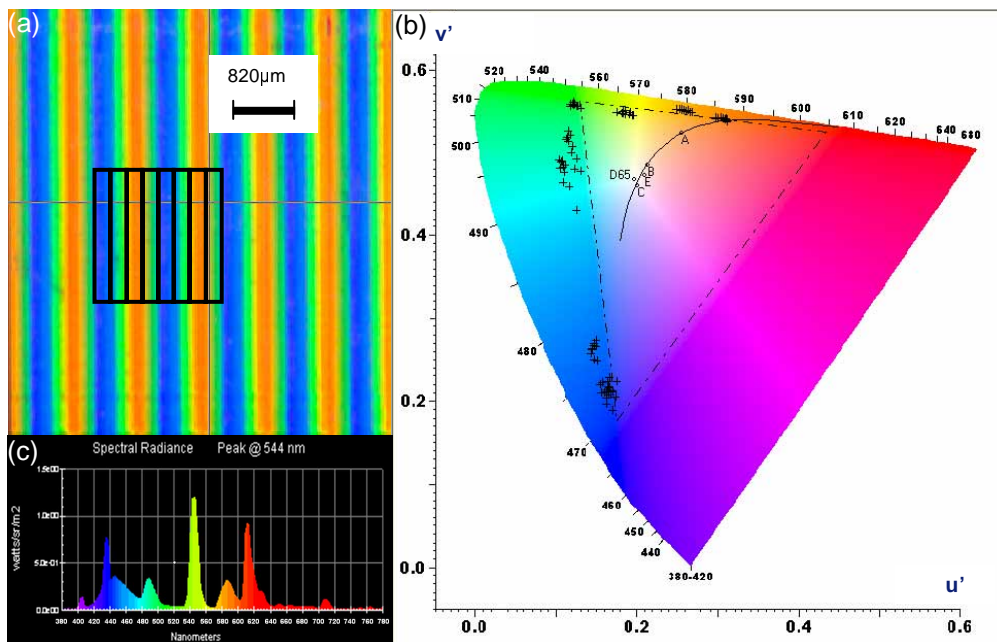 (a)
820µm
(b)
v'
0.6
0.4
0.2
0.0
520 540 560 570 580 590 600 610 620 640 680
510
500
490
480
470
460
450
440
380-420
A
B
D65 E
C
0.0 0.2 0.4 0.6
u'
(c)
Spectral Radiance Peak @ 544 nm
1.5e00
1.0e00
5.0e-01
0.0e00
watts/sr/m2
380 400 420 440 460 480 500 520 540 560 580 600 620 640 660 680 700 720 740 760 780
Nanometers